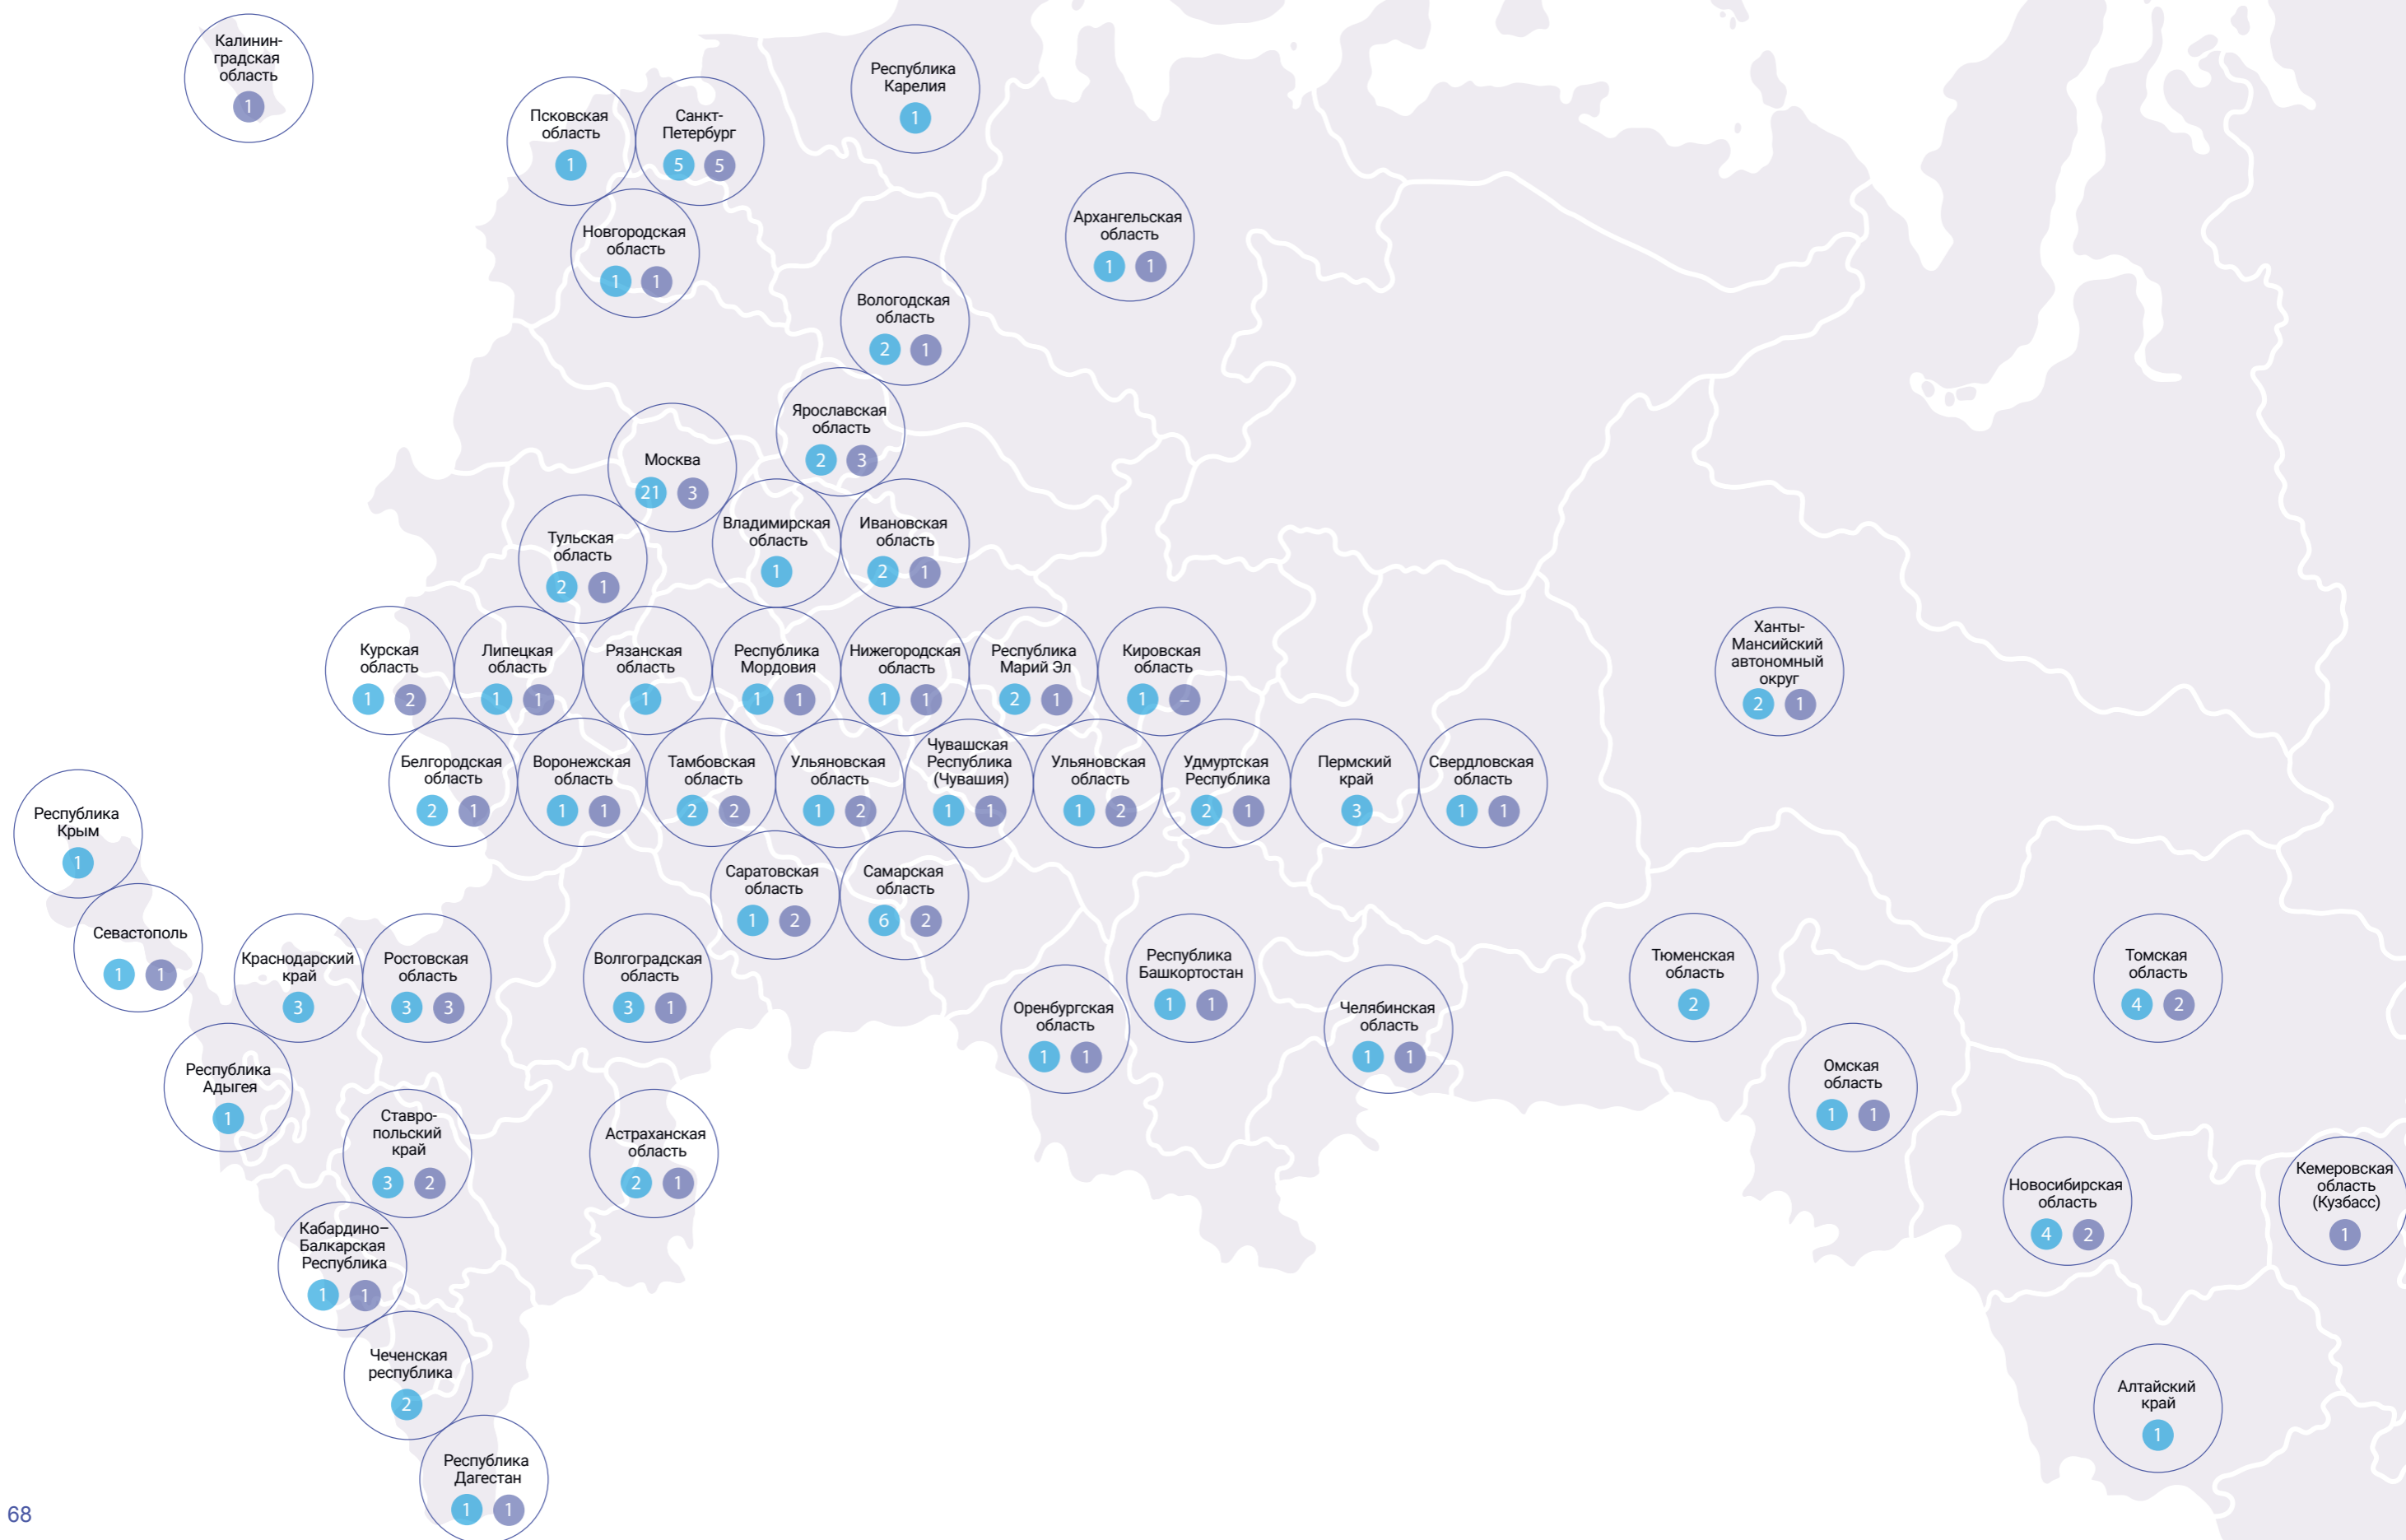 Калинин-
градская
область
1
Республика
Карелия
1
Псковская
область
1
Санкт-
Петербург
5 5
Новгородская
область
1 1
Архангельская
область
1 1
Вологодская
область
2 1
Ярославская
область
2 3
Москва
21 3
Владимирская
область
1
Ивановская
область
2 1
Тульская
область
2 1
Курская
область
1 2
Липецкая
область
1 1
Рязанская
область
1
Республика
Мордовия
1 1
Нижегородская
область
1 1
Республика
Марий Эл
2 1
Кировская
область
1 –
Ханты-
Мансийский
автономный
округ
2 1
Белгородская
область
2 1
Воронежская
область
1 1
Тамбовская
область
2 2
Ульяновская
область
1 2
Чувашская
Республика
(Чувашия)
1 1
Ульяновская
область
1 2
Удмуртская
Республика
2 1
Пермский
край
3
Свердловская
область
1 1
Республика
Крым
1
Саратовская
область
1 2
Самарская
область
6 2
Севастополь
1 1
Краснодарский
край
3
Ростовская
область
3 3
Волгоградская
область
3 1
Оренбургская
область
1 1
Республика
Башкортостан
1 1
Челябинская
область
1 1
Тюменская
область
2
Томская
область
4 2
Омская
область
1 1
Республика
Адыгея
1
Ставро-
польский
край
3 2
Астраханская
область
2 1
Новосибирская
область
4 2
Кемеровская
область
(Кузбасс)
1
Кабардино–
Балкарская
Республика
1 1
Чеченская
республика
2
Алтайский
край
1
Республика
Дагестан
1 1
68